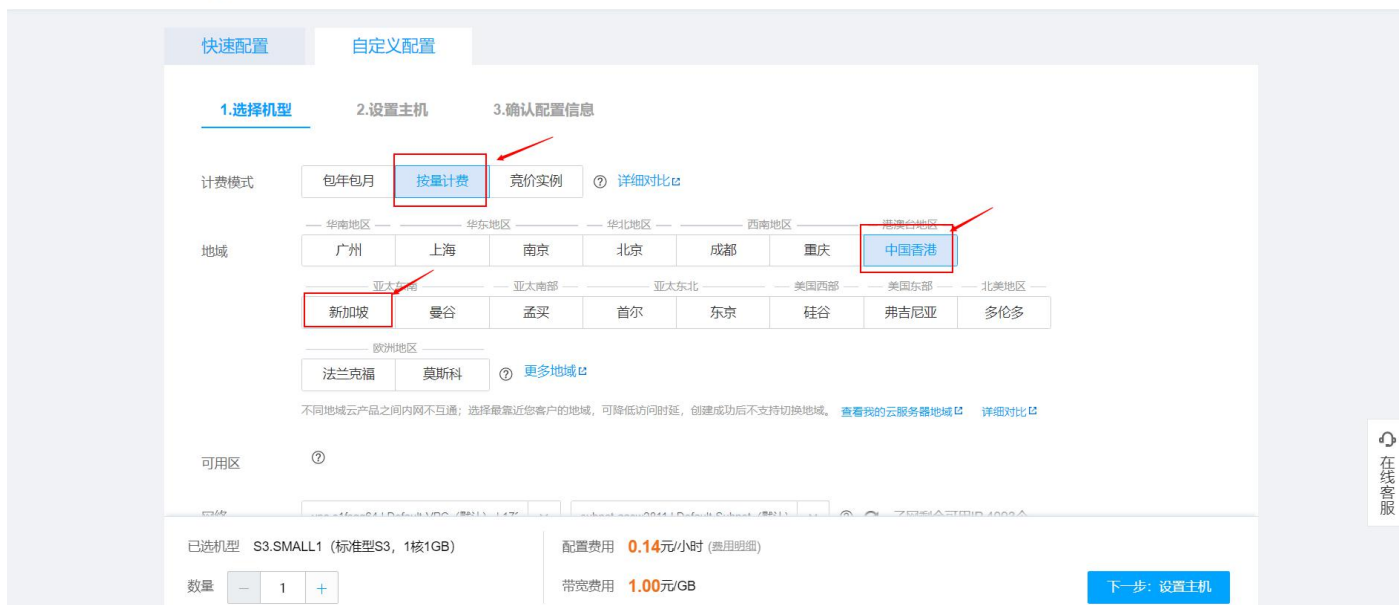 快速配置 自定义配置
1.选择机型 2.设置主机 3.确认配置信息
计费模式 包年包月 按量计费 竞价实例 详细对比
华南地区 华东地区 华北地区 西南地区 港澳台地区
地域 广州 上海 南京 北京 成都 重庆 中国香港
亚太东南 亚太南部 亚太东北 美国西部 美国东部 北美地区
新加坡 曼谷 孟买 首尔 东京 硅谷 弗吉尼亚 多伦多
欧洲地区
法兰克福 莫斯科 更多地域
不同地域云产品之间内网不互通；选择最靠近您客户的地域，可降低访问时延，创建成功后不支持切换地域。 查看我的云服务器地域 详细对比
可用区
网络
已选机型 S3.SMALL1（标准型S3，1核1GB） 配置费用 0.14元/小时 (费用明细)
数量 － 1 ＋ 带宽费用 1.00元/GB 下一步：设置主机
在线客服